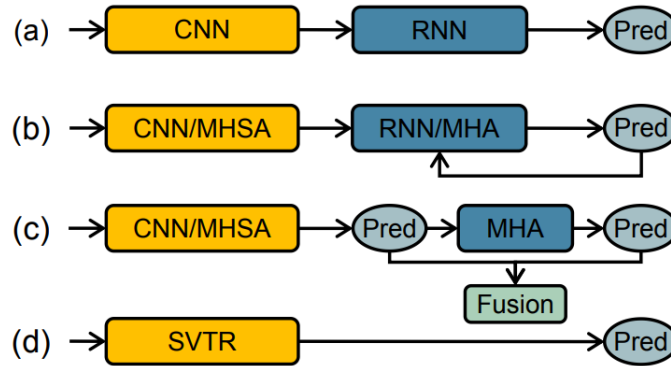 (a) CNN RNN Pred
(b) CNN/MHSA RNN/MHA Pred
(c) CNN/MHSA Pred MHA Pred
Fusion
(d) SVTR Pred